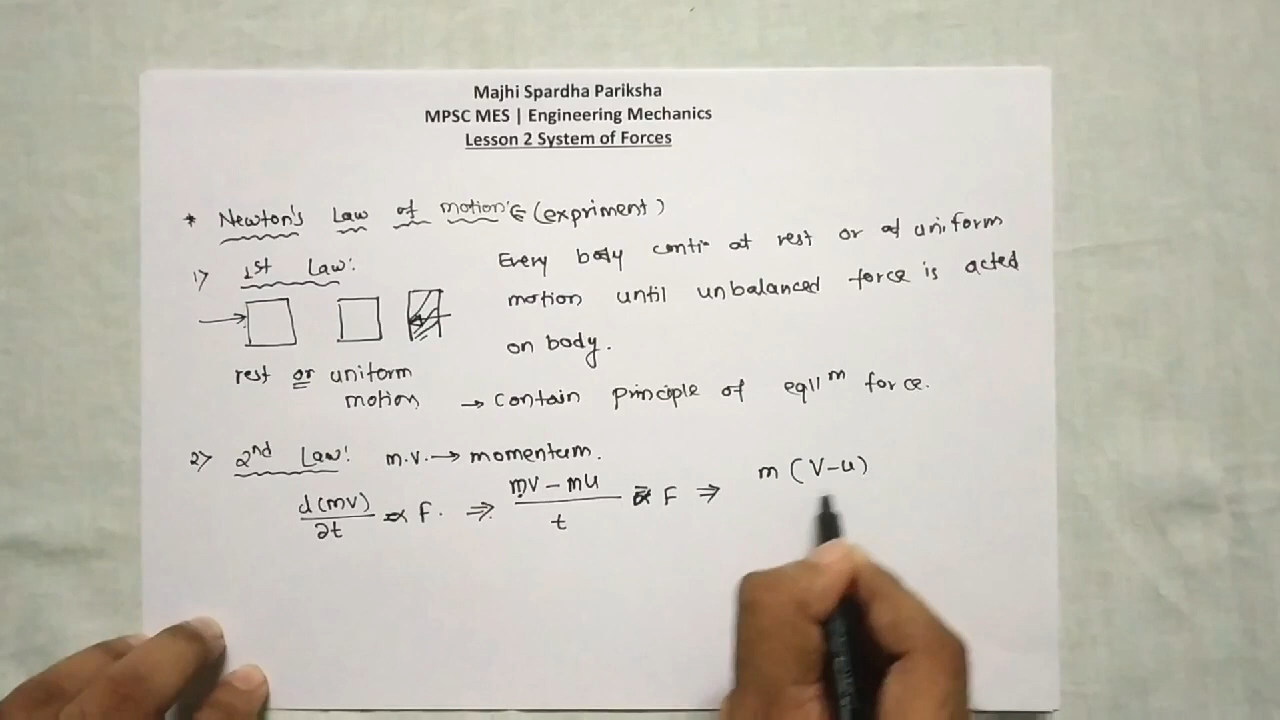 Majhi Spardha Pariksha
MPSC MES | Engineering Mechanics
Lesson 2 System of Forces
* Newton's Law of motion's (expriment)
1) 1st Law:
Every body conti at rest or of uniform
motion until unbalanced force is acted
on body.
rest or uniform
motion
→ contain principle of eqllm force.
2) 2nd Law: m.v. → momentum.
d(mv)/∂t ∝ F. ⇒ mv - mu/t ∝ F ⇒ m (v-u)